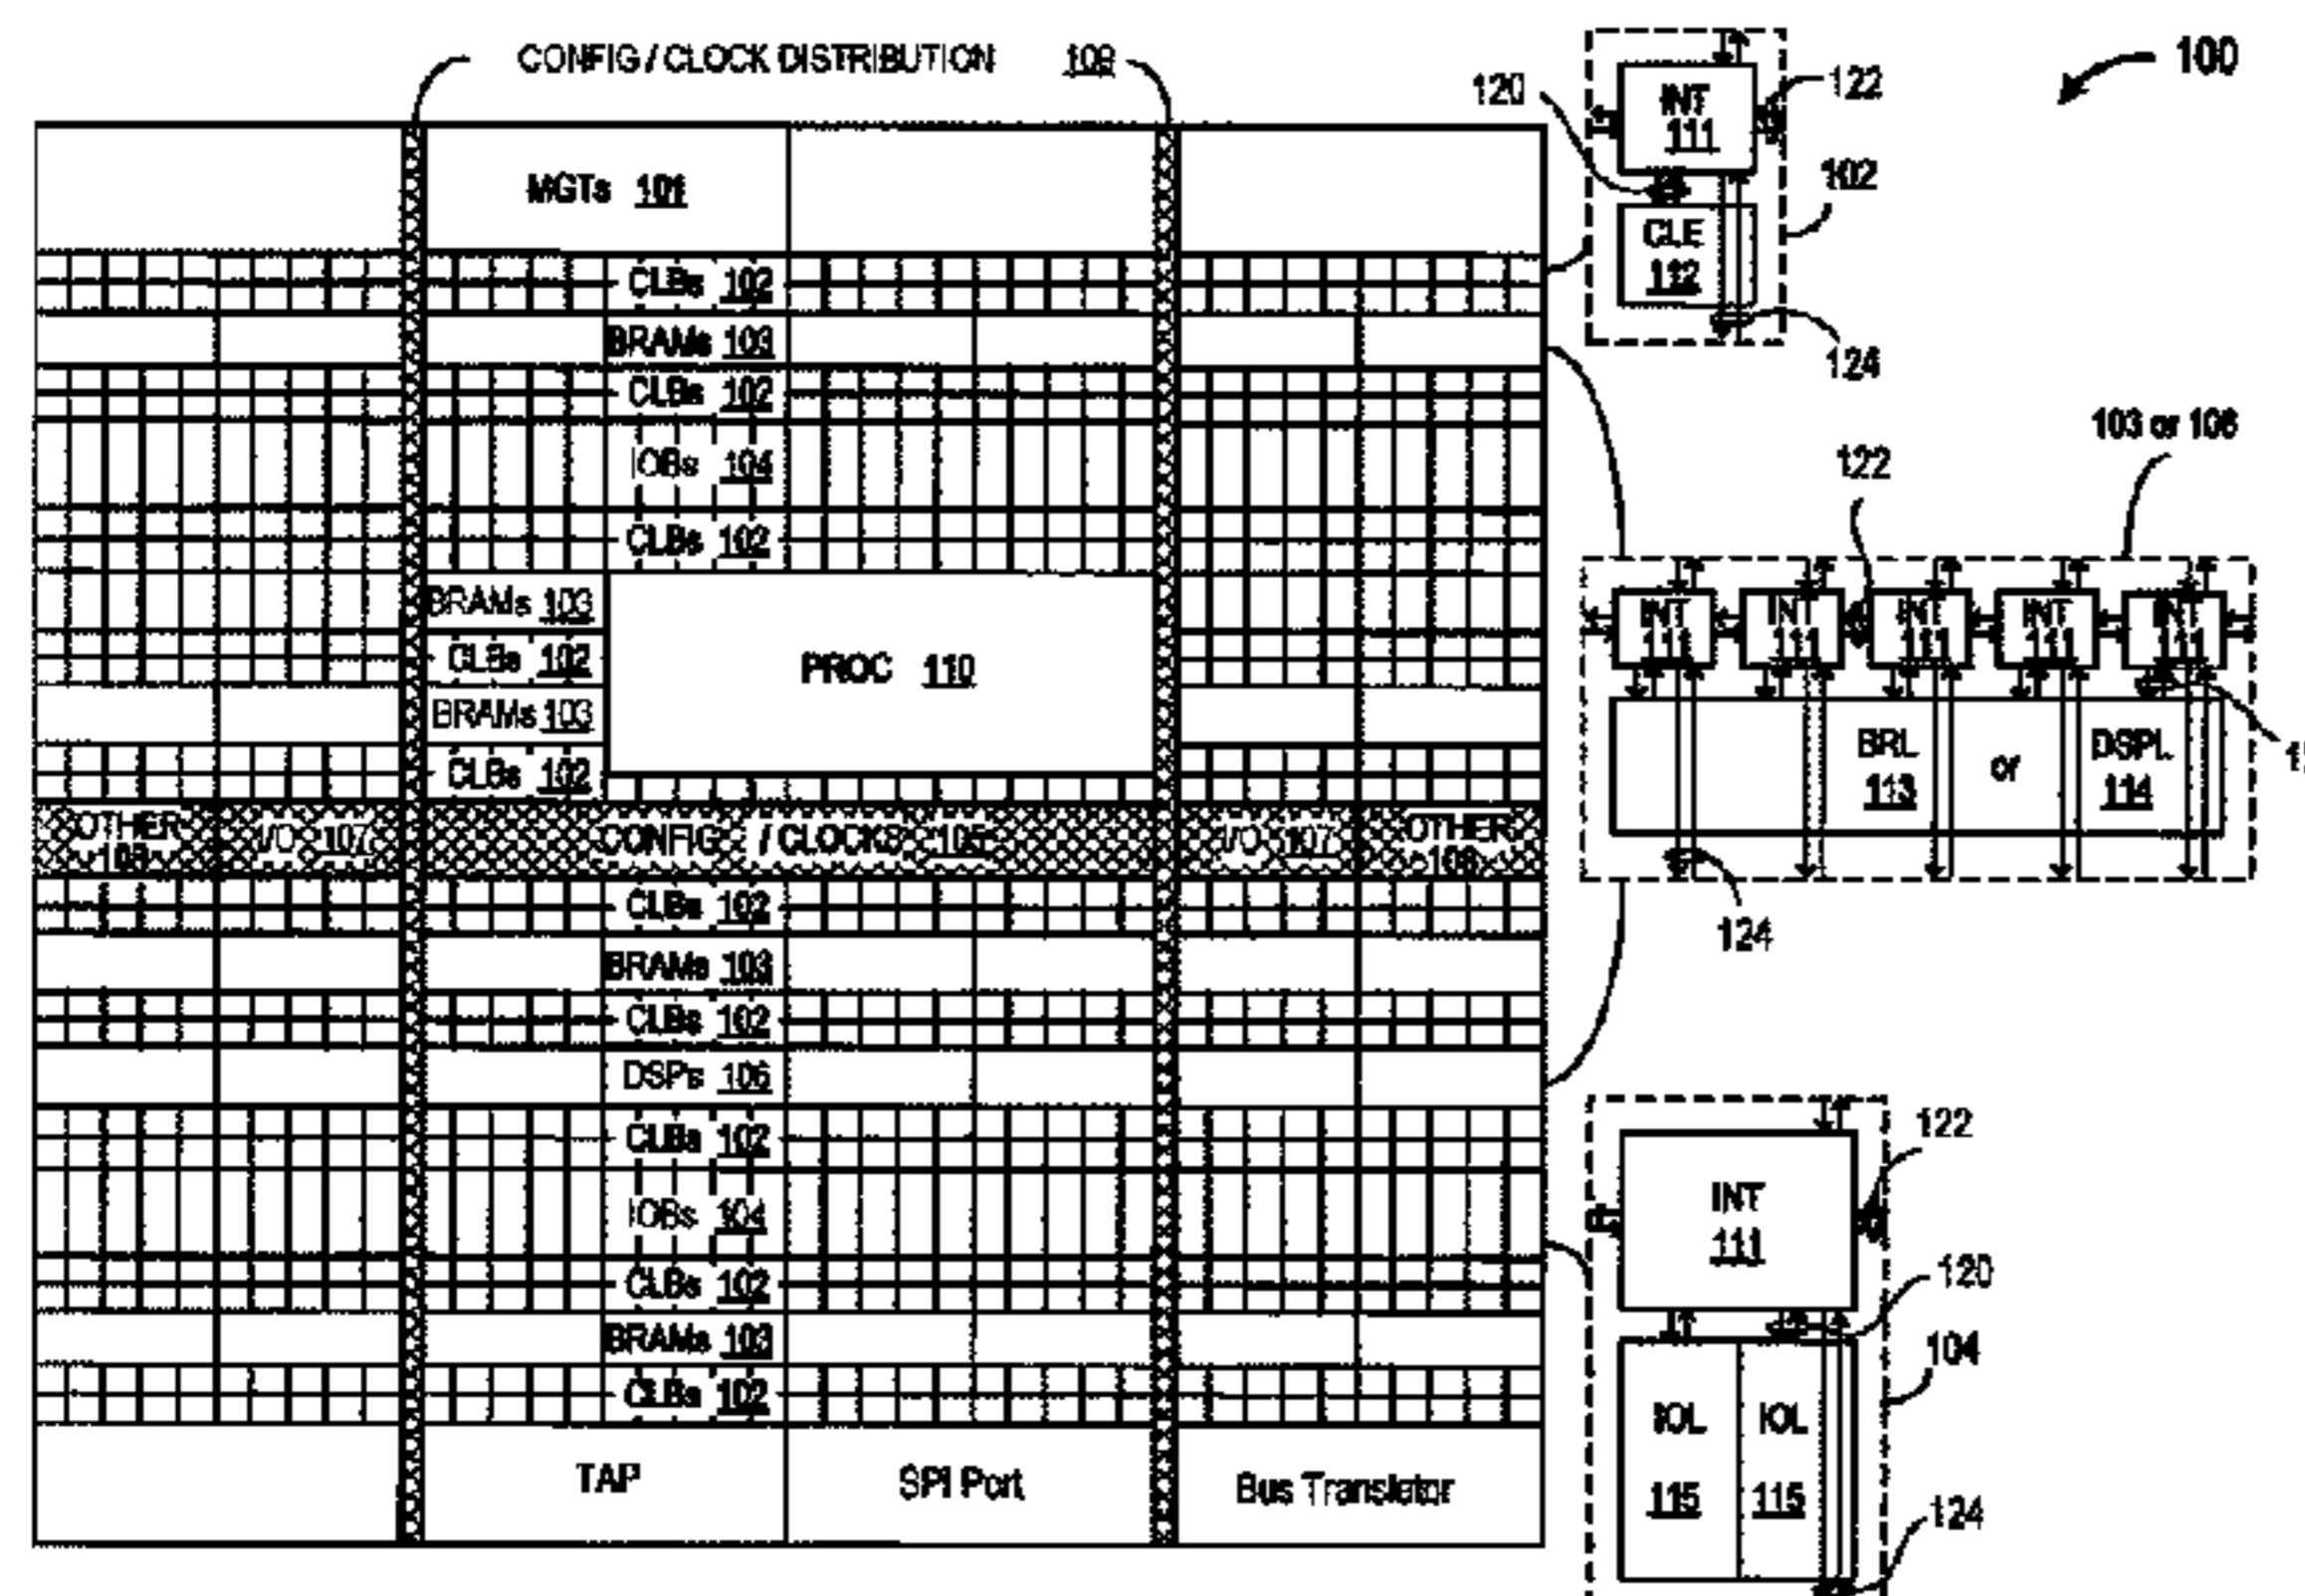 CONFIG / CLOCK DISTRIBUTION 109
100
120
INT
111
122
102
CLE
112
124
MGTs 101
CLBs 102
BRAMs 103
CLBs 102
IOBs 104
CLBs 102
BRAMs 103
CLBs 102
PROC 110
BRAMs 103
CLBs 102
OTHER
108
I/O 107
CONFIG / CLOCKS 105
I/O 107
OTHER
108
CLBs 102
BRAMs 103
CLBs 102
DSPs 106
CLBs 102
IOBs 104
CLBs 102
BRAMs 103
CLBs 102
TAP
SPI Port
Bus Translator
103 or 106
122
INT INT INT INT INT
111 111 111 111 111
BRL or DSPL
113 114
124
122
INT
111
120
104
IOL IOL
115 115
124